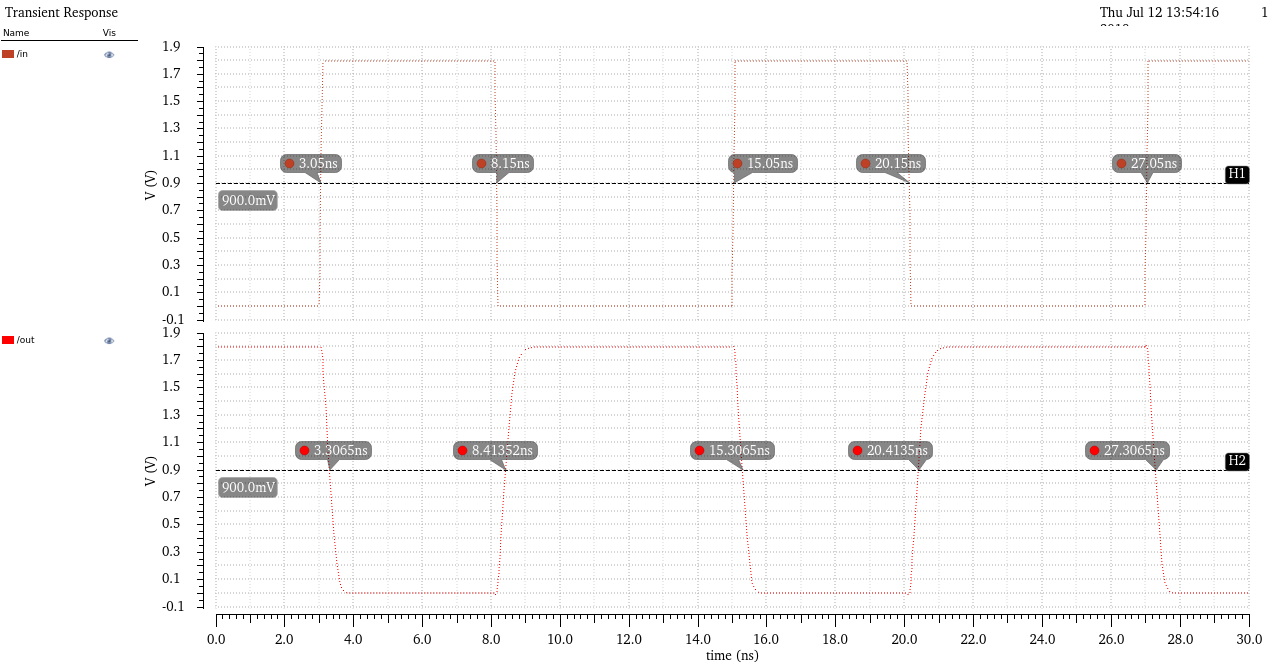 Transient Response
Thu Jul 12 13:54:16 1
Name Vis
/in
1.9
1.7
1.5
1.3
1.1
0.9
0.7
0.5
0.3
0.1
-0.1
V (V)
3.05ns 8.15ns 15.05ns 20.15ns 27.05ns
H1
900.0mV
/out
1.9
1.7
1.5
1.3
1.1
0.9
0.7
0.5
0.3
0.1
-0.1
V (V)
3.3065ns 8.41352ns 15.3065ns 20.4135ns 27.3065ns
H2
900.0mV
0.0 2.0 4.0 6.0 8.0 10.0 12.0 14.0 16.0 18.0 20.0 22.0 24.0 26.0 28.0 30.0
time (ns)